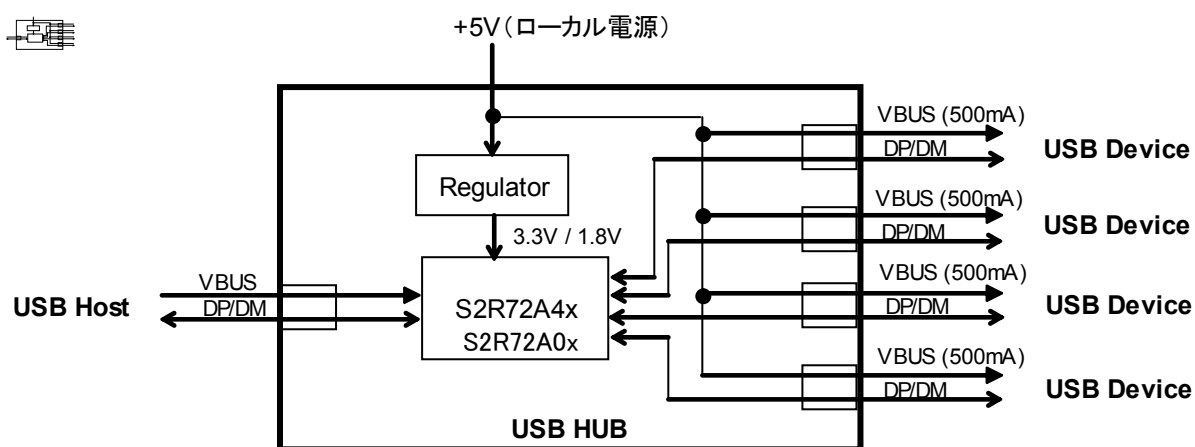 +5V(ローカル電源)
VBUS (500mA)
DP/DM
USB Device
Regulator
VBUS (500mA)
DP/DM
USB Device
3.3V / 1.8V
VBUS
DP/DM
USB Host
S2R72A4x
S2R72A0x
VBUS (500mA)
DP/DM
USB Device
VBUS (500mA)
DP/DM
USB Device
USB HUB